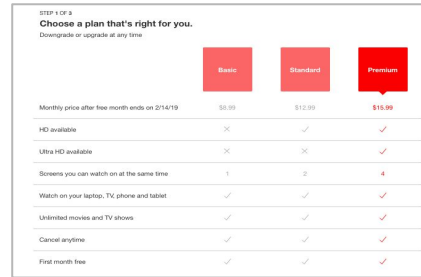 STEP 1 OF 3
Choose a plan that's right for you.
Downgrade or upgrade at any time
Basic Standard Premium
Monthly price after free month ends on 2/14/19 $8.99 $12.99 $15.99
HD available
Ultra HD available
Screens you can watch on at the same time 1 2 4
Watch on your laptop, TV, phone and tablet
Unlimited movies and TV shows
Cancel anytime
First month free